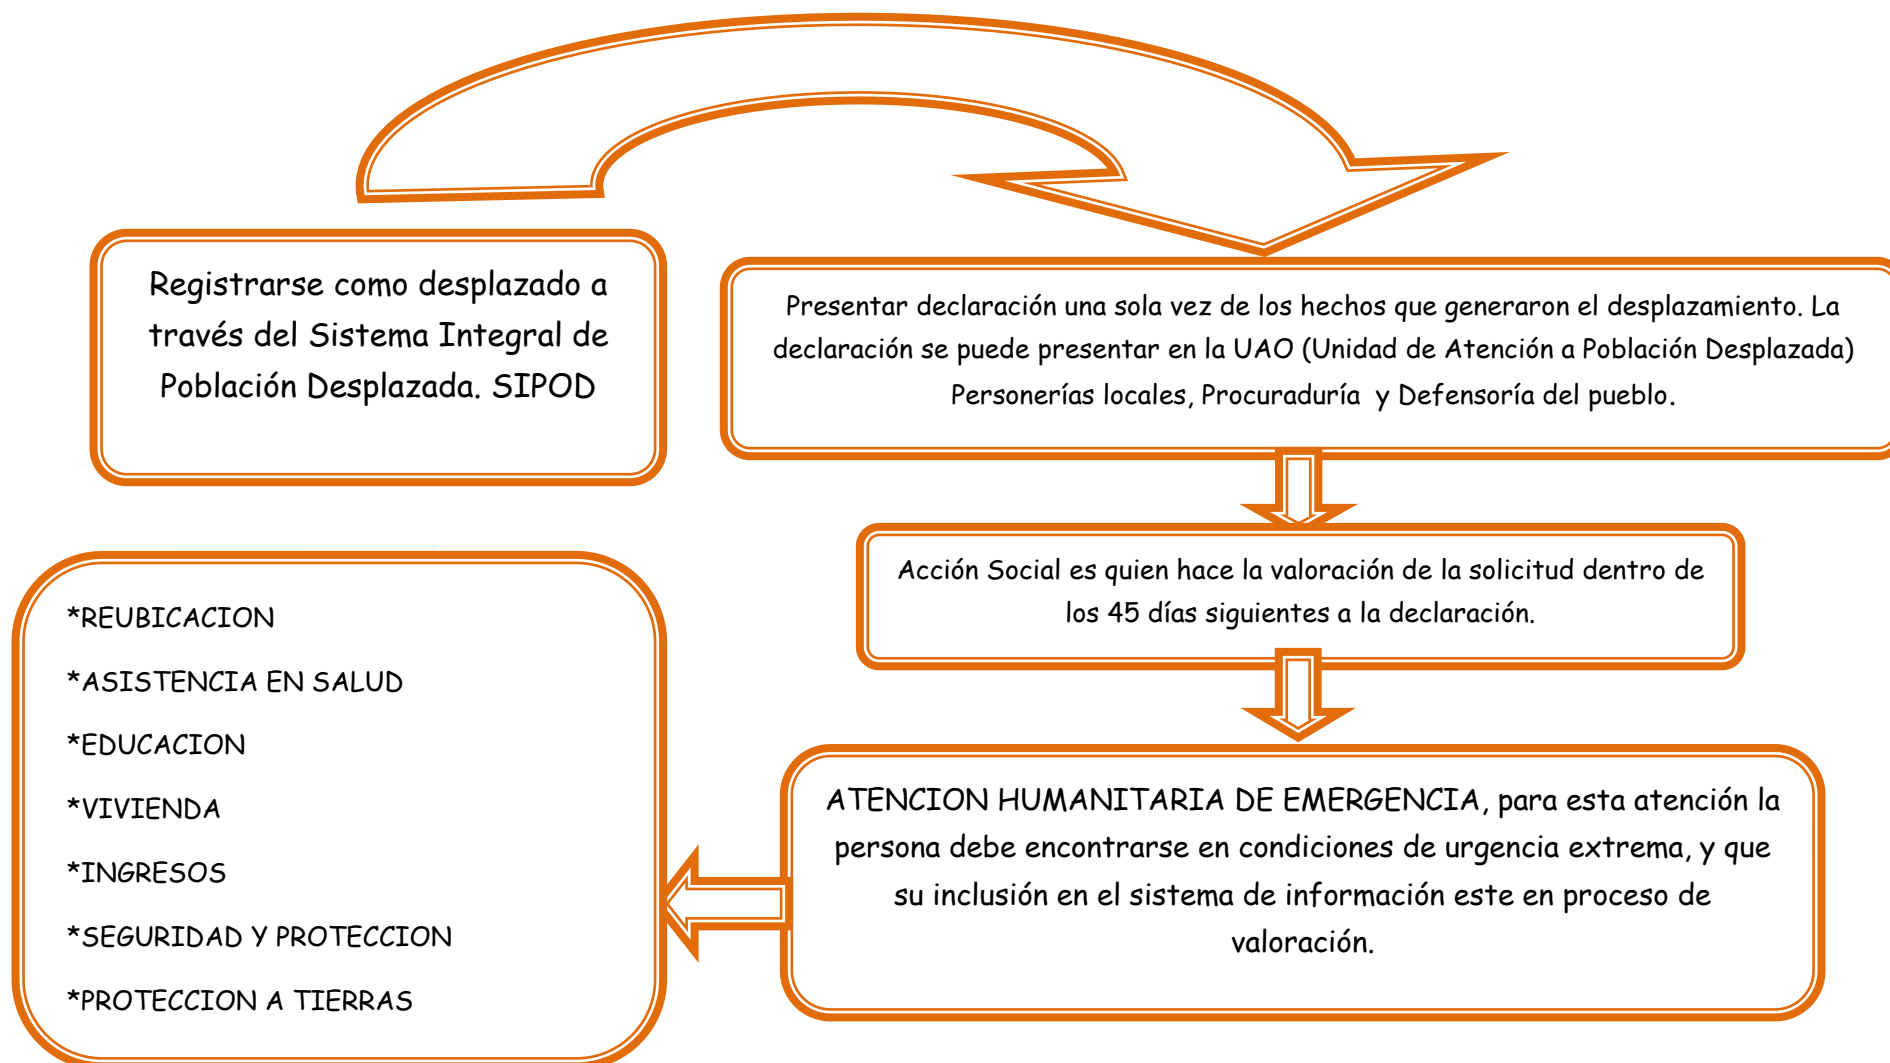 Registrarse como desplazado a
través del Sistema Integral de
Población Desplazada. SIPOD
Presentar declaración una sola vez de los hechos que generaron el desplazamiento. La
declaración se puede presentar en la UAO (Unidad de Atención a Población Desplazada)
Personerías locales, Procuraduría y Defensoría del pueblo.
Acción Social es quien hace la valoración de la solicitud dentro de
los 45 días siguientes a la declaración.
ATENCION HUMANITARIA DE EMERGENCIA, para esta atención la
persona debe encontrarse en condiciones de urgencia extrema, y que
su inclusión en el sistema de información este en proceso de
valoración.
*REUBICACION
*ASISTENCIA EN SALUD
*EDUCACION
*VIVIENDA
*INGRESOS
*SEGURIDAD Y PROTECCION
*PROTECCION A TIERRAS